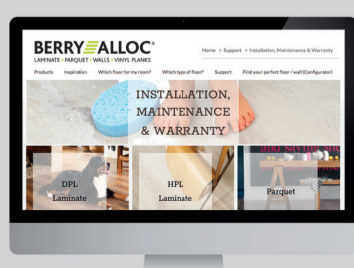 BERRY ALLOC®
LAMINATE • PARQUET • WALLS • VINYL PLANKS
Home • Support • Installation, Maintenance & Warranty
Products Inspiration Which floor for my room? Which type of floor? Support Find your perfect floor / wall (Configurator)
INSTALLATION,
MAINTENANCE
& WARRANTY
DPL
Laminate
HPL
Laminate
Parquet